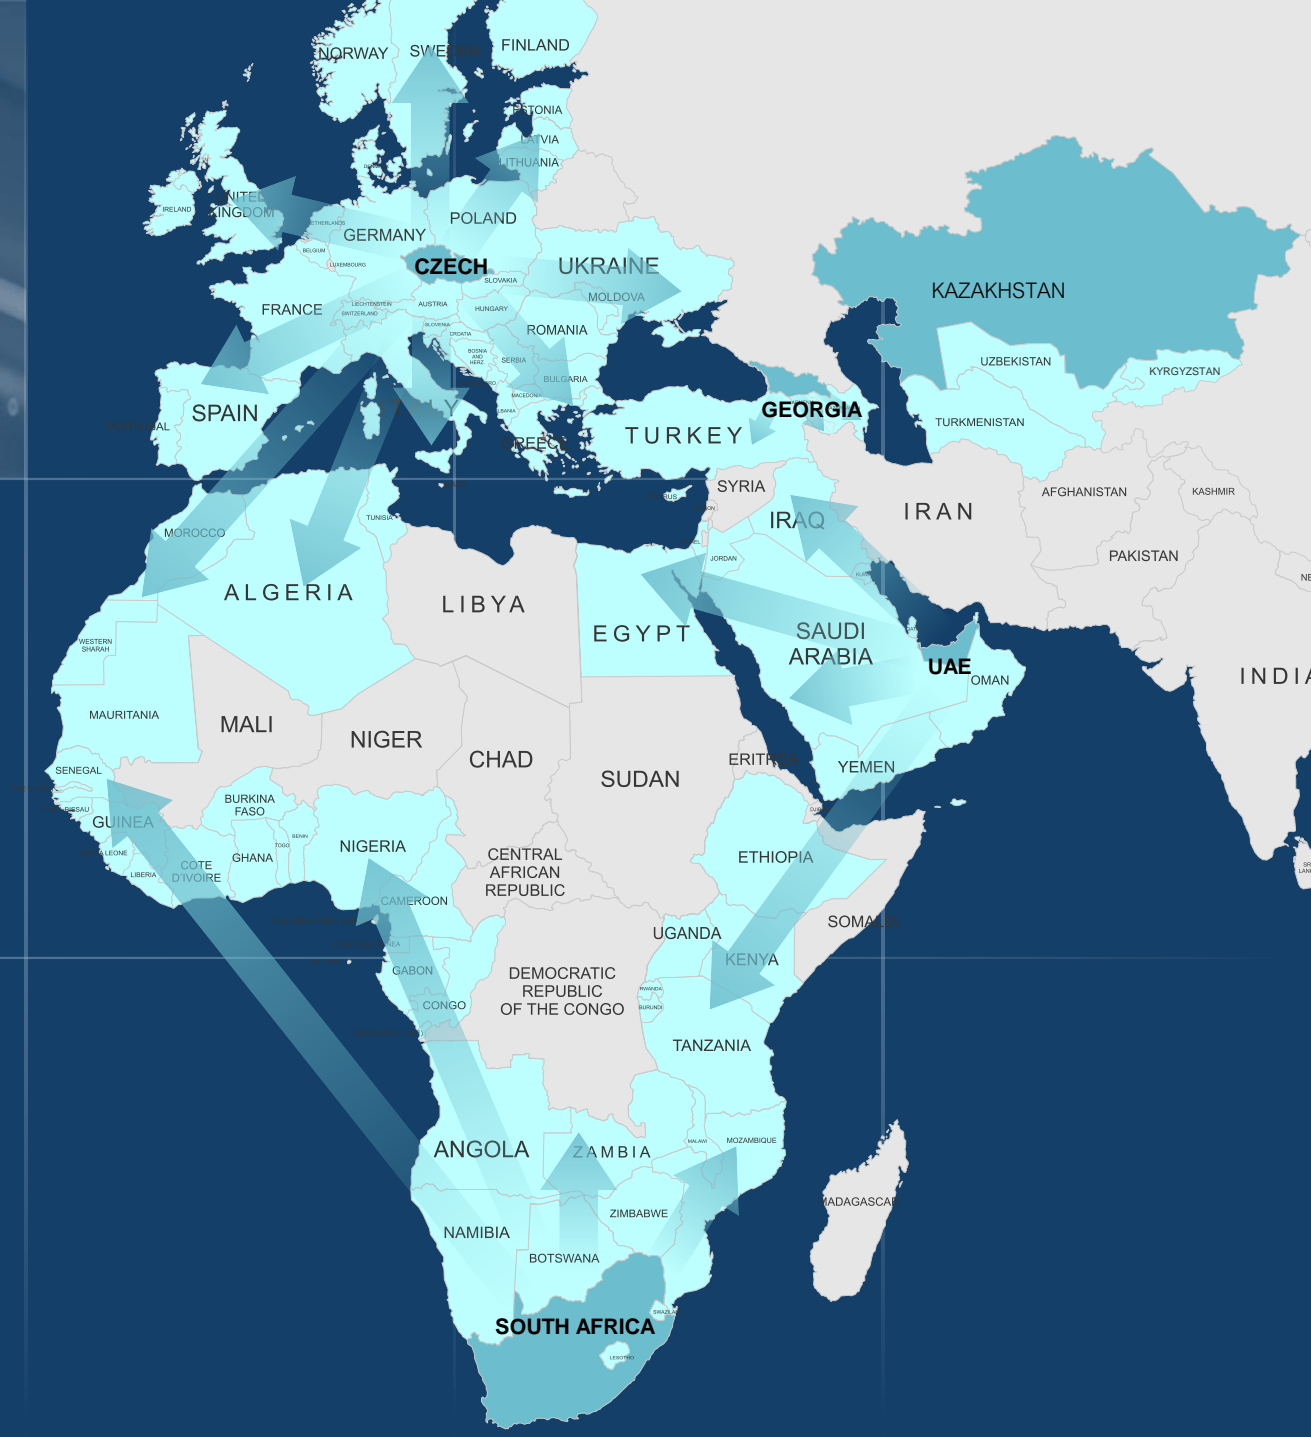 NORWAY
SWEDEN
FINLAND
ESTONIA
LATVIA
LITHUANIA
UNITED
KINGDOM
IRELAND
NETHERLANDS
POLAND
GERMANY
BELGIUM
LUXEMBOURG
CZECH
UKRAINE
SLOVAKIA
MOLDOVA
FRANCE
LIECHTENSTEIN
SWITZERLAND
AUSTRIA
HUNGARY
SLOVENIA
CROATIA
ROMANIA
BOSNIA
AND
HERZ.
SERBIA
BULGARIA
MACEDONIA
ALBANIA
ITALY
SPAIN
PORTUGAL
GREECE
TURKEY
GEORGIA
KAZAKHSTAN
UZBEKISTAN
KYRGYZSTAN
TURKMENISTAN
CYPRUS
SYRIA
IRAQ
IRAN
AFGHANISTAN
KASHMIR
PAKISTAN
NE
INDIA
SRI
LAN
JORDAN
MOROCCO
TUNISIA
ALGERIA
LIBYA
EGYPT
SAUDI
ARABIA
UAE
OMAN
YEMEN
WESTERN
SHARAH
MAURITANIA
MALI
NIGER
CHAD
SUDAN
ERITREA
SENEGAL
GUINEA
SIERRA LEONE
LIBERIA
COTE
D'IVOIRE
BURKINA
FASO
GHANA
TOGO
BENIN
NIGERIA
CAMEROON
CENTRAL
AFRICAN
REPUBLIC
ETHIOPIA
SOMALIA
UGANDA
KENYA
GABON
CONGO
DEMOCRATIC
REPUBLIC
OF THE CONGO
RWANDA
BURUNDI
TANZANIA
ANGOLA
ZAMBIA
MALAWI
MOZAMBIQUE
NAMIBIA
ZIMBABWE
BOTSWANA
MADAGASCAR
SOUTH AFRICA
SWAZILAND
LESOTHO